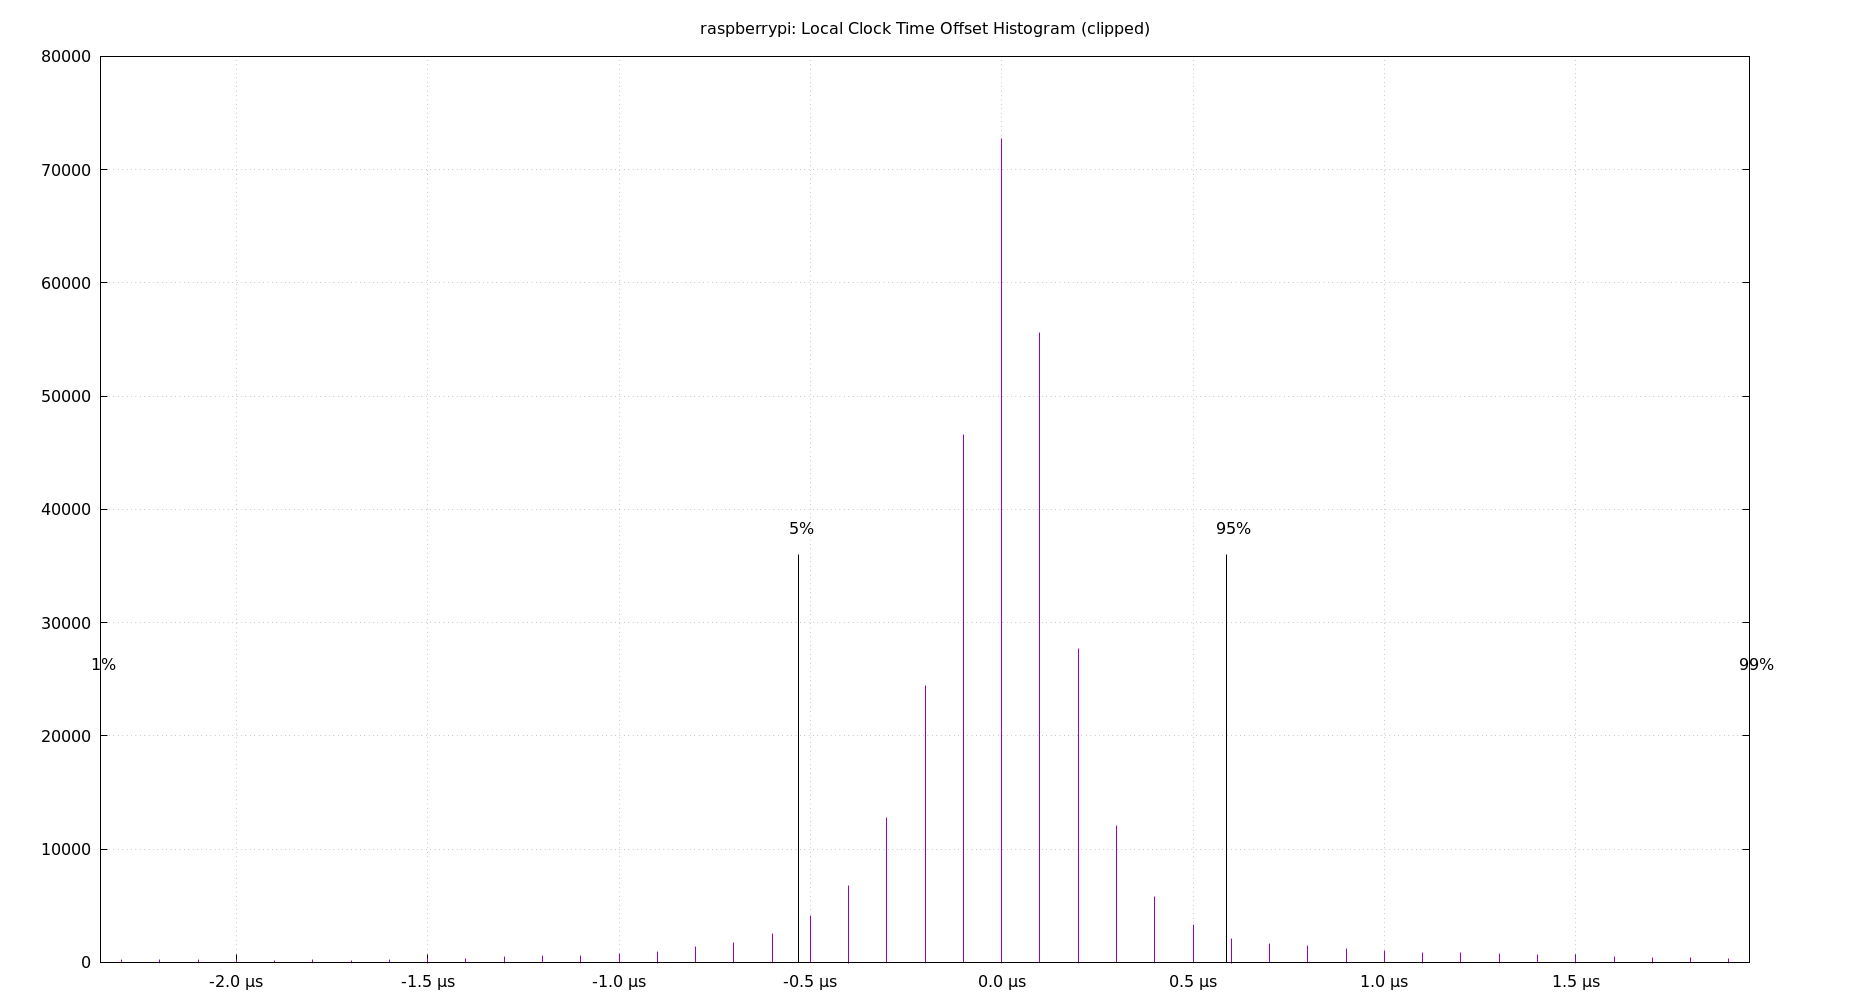 raspberrypi: Local Clock Time Offset Histogram (clipped)
80000
70000
60000
50000
40000
30000
20000
10000
0
5%
95%
1%
99%
-2.0 µs
-1.5 µs
-1.0 µs
-0.5 µs
0.0 µs
0.5 µs
1.0 µs
1.5 µs